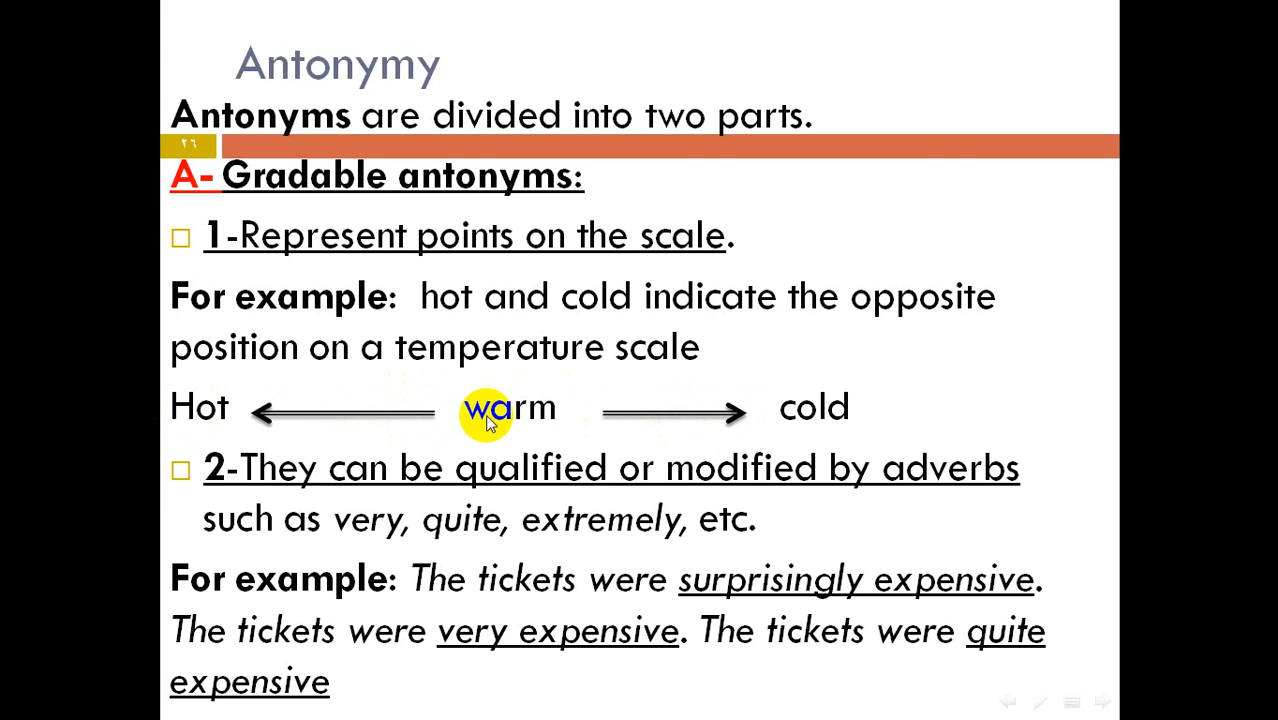 Antonymy
Antonyms are divided into two parts.
٢٦
A- Gradable antonyms:
1-Represent points on the scale.
For example: hot and cold indicate the opposite
position on a temperature scale
Hot warm cold
2-They can be qualified or modified by adverbs
such as very, quite, extremely, etc.
For example: The tickets were surprisingly expensive.
The tickets were very expensive. The tickets were quite
expensive